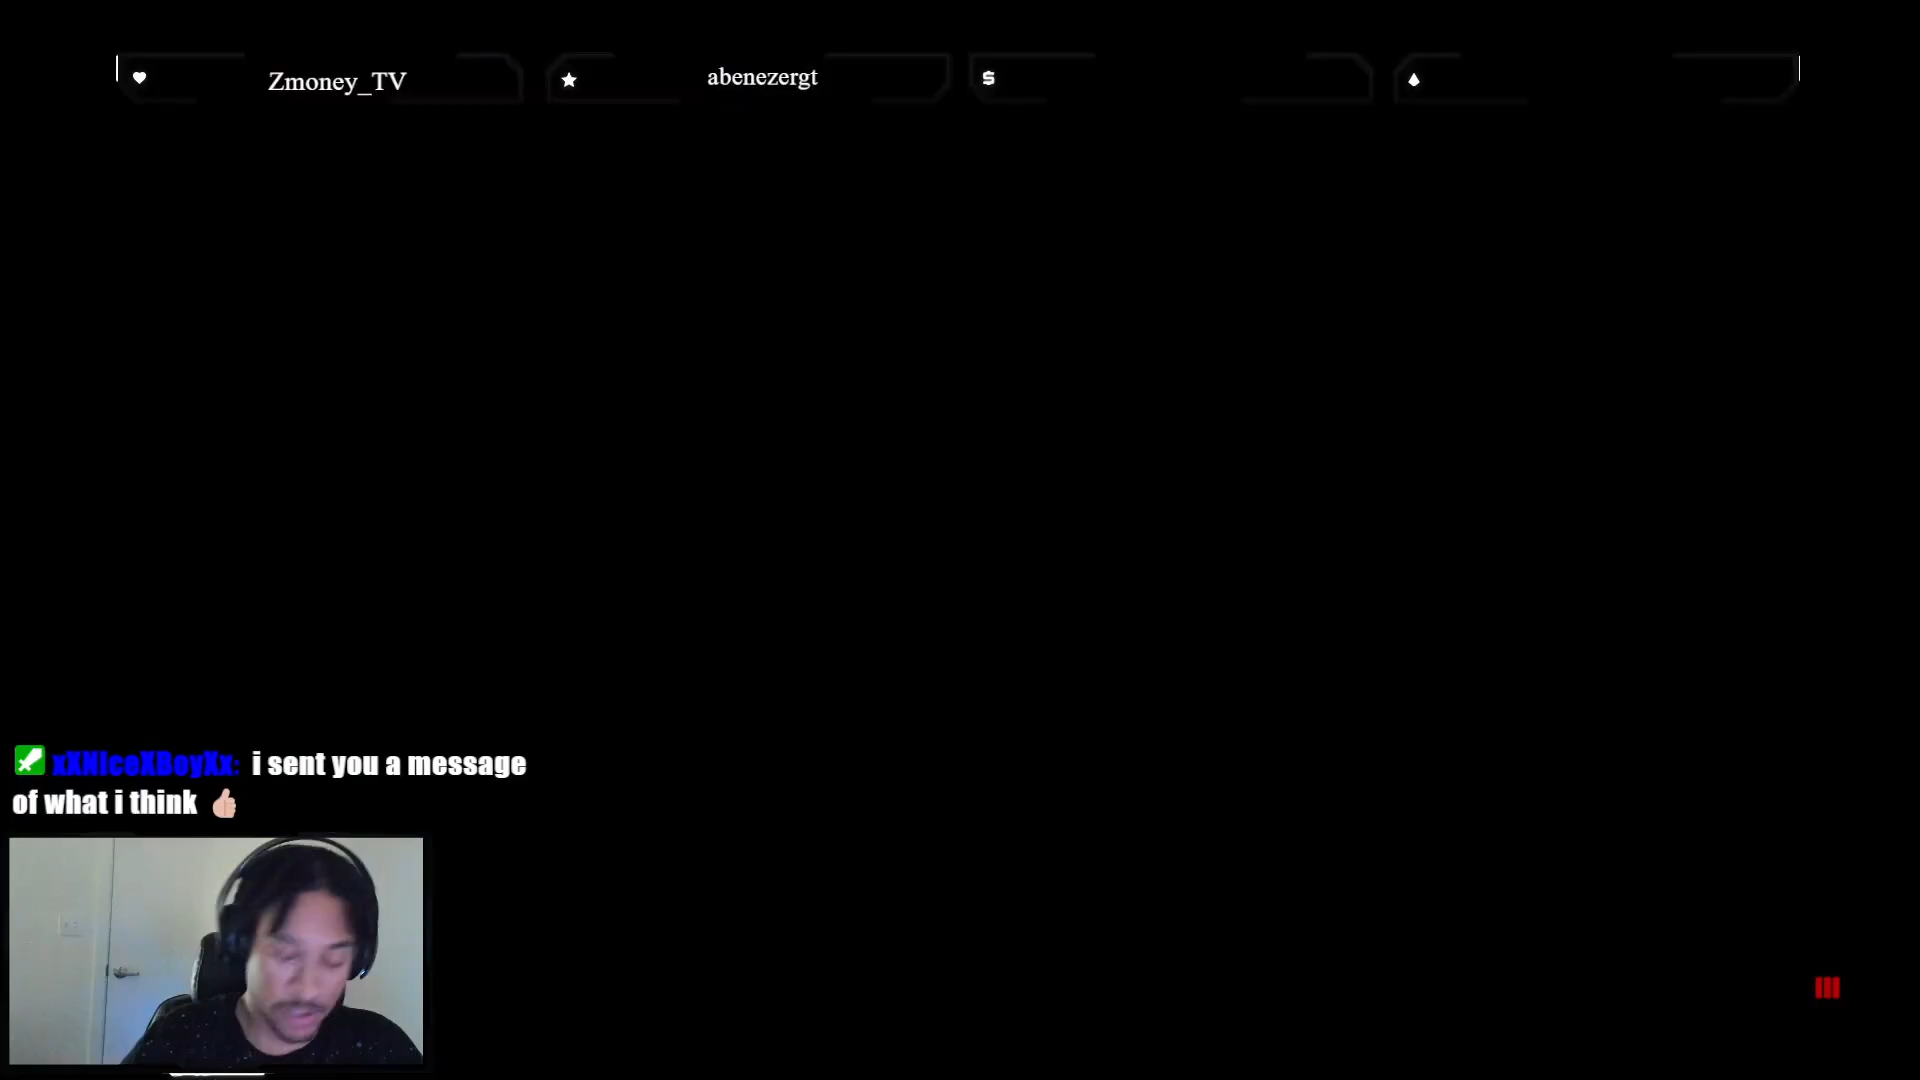 Zmoney_TV
abenezergt
$
xXNIceXBoyXx: i sent you a message
of what i think 👍🏻